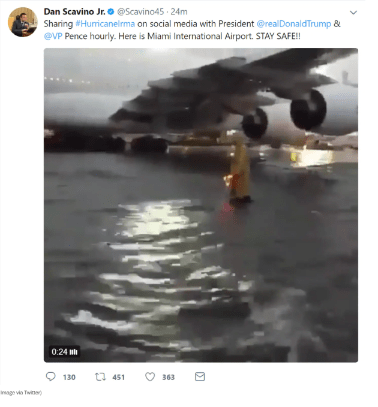 Dan Scavino Jr. @Scavino45 · 24m
Sharing #HurricaneIrma on social media with President @realDonaldTrump &
@VP Pence hourly. Here is Miami International Airport. STAY SAFE!!
0:24
130 451 363
Image via Twitter)